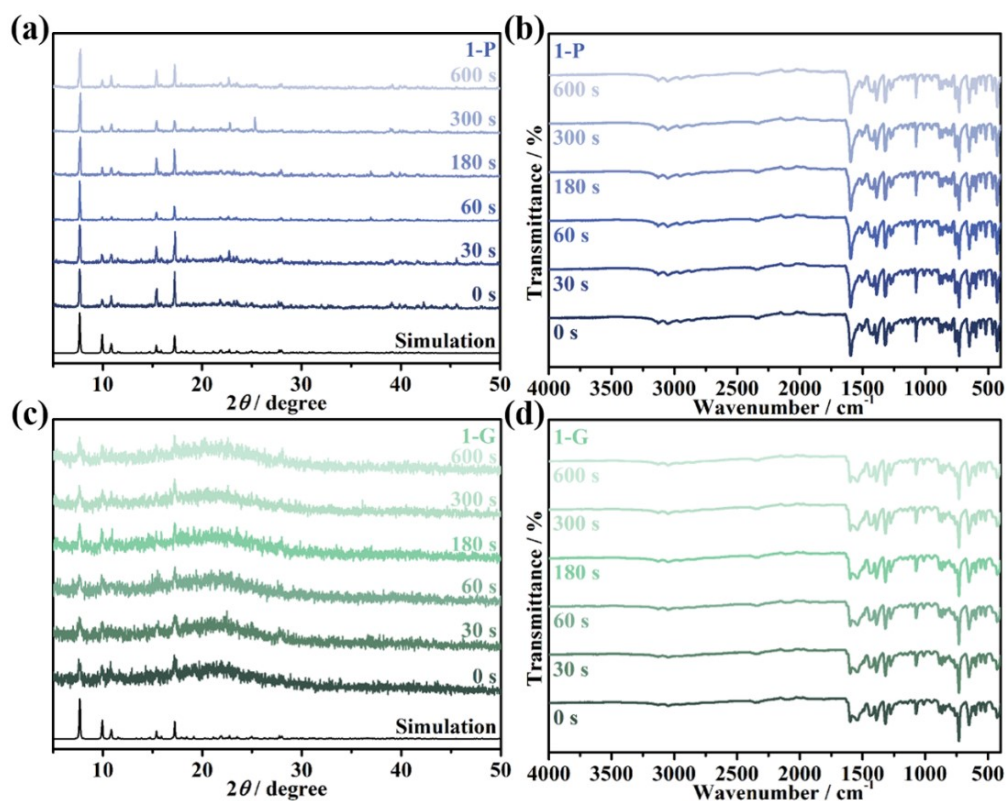 (a)
1-P
600 s
300 s
180 s
60 s
30 s
0 s
Simulation
10 20 30 40 50
2θ / degree
(b)
1-P
600 s
300 s
180 s
60 s
30 s
0 s
Transmittance / %
4000 3500 3000 2500 2000 1500 1000 500
Wavenumber / cm-1
(c)
1-G
600 s
300 s
180 s
60 s
30 s
0 s
Simulation
10 20 30 40 50
2θ / degree
(d)
1-G
600 s
300 s
180 s
60 s
30 s
0 s
Transmittance / %
4000 3500 3000 2500 2000 1500 1000 500
Wavenumber / cm-1